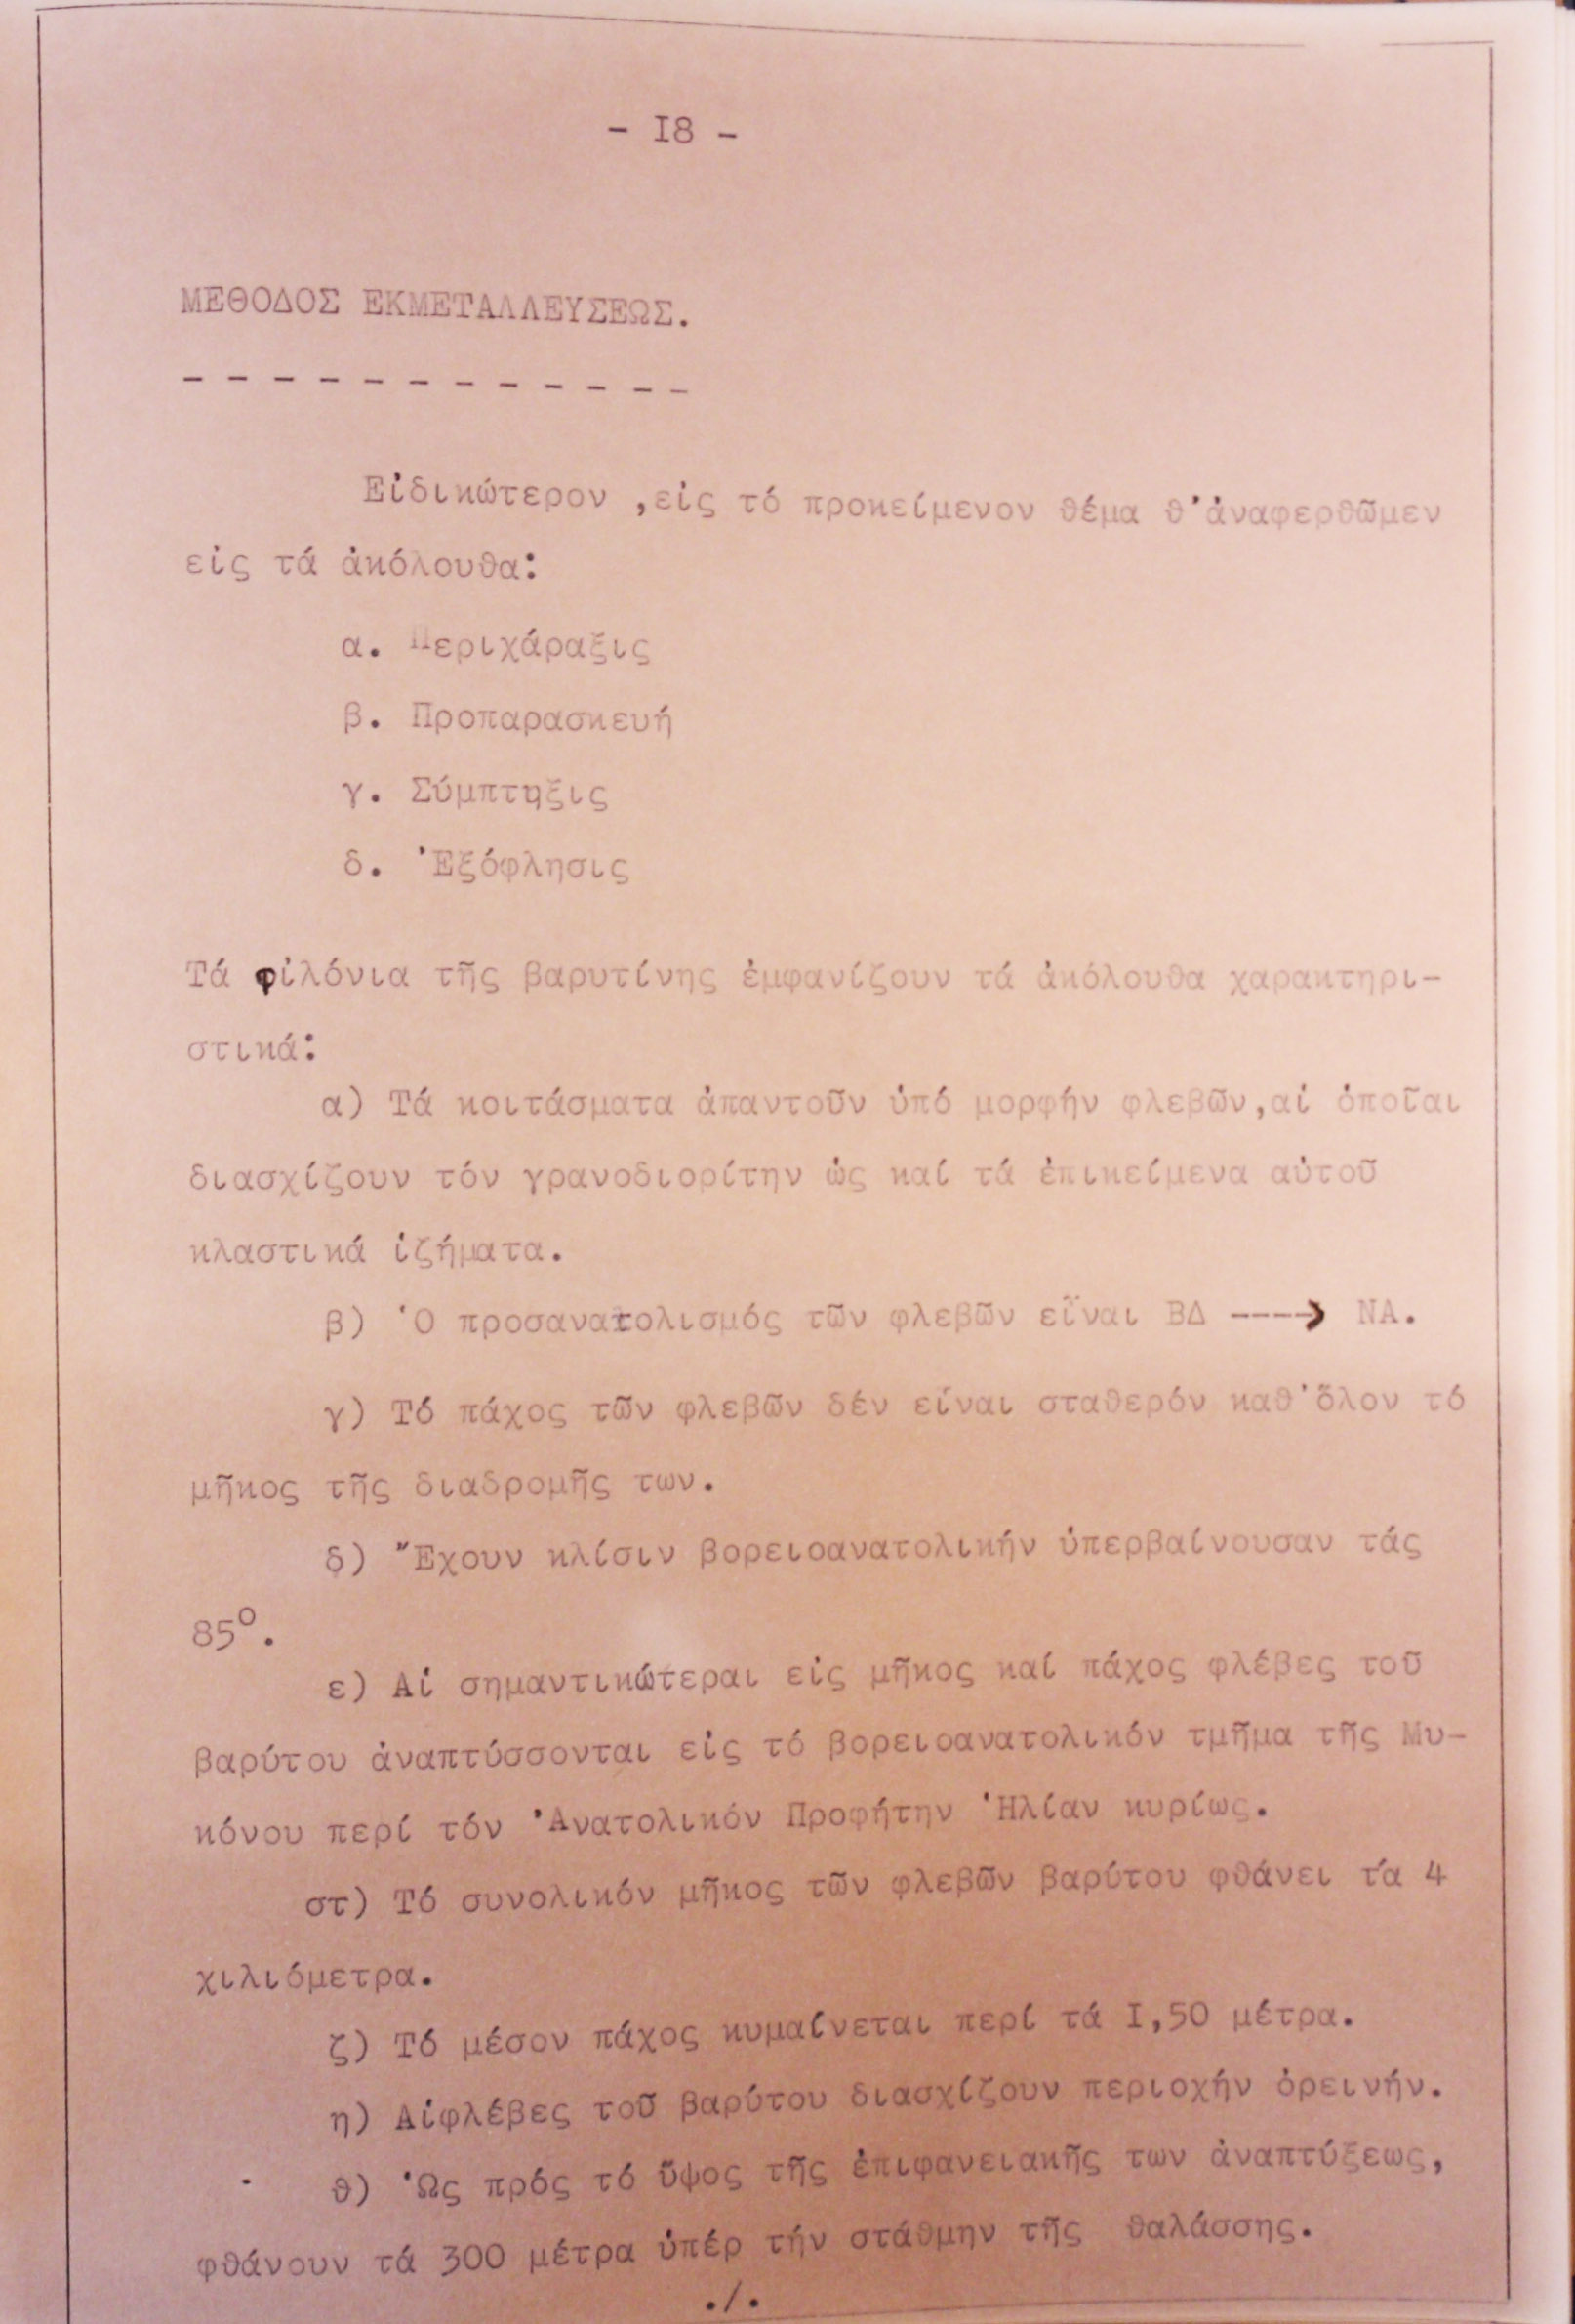 - I8 -
ΜΕΘΟΔΟΣ ΕΚΜΕΤΑΛΛΕΥΣΕΩΣ.
- - - - - - - - - - - -
Εἰδικώτερον ,εἰς τό προκείμενον θέμα θ'ἀναφερθῶμεν
εἰς τά ἀκόλουθα:
α. Περιχάραξις
β. Προπαρασκευή
γ. Σύμπτηξις
δ. Ἐξόφλησις
Τά φιλόνια τῆς βαρυτίνης ἐμφανίζουν τά ἀκόλουθα χαρακτηρι-
στικά:
α) Τά κοιτάσματα ἀπαντοῦν ὑπό μορφήν φλεβῶν,αἱ ὁποῖαι
διασχίζουν τόν γρανοδιορίτην ὡς καί τά ἐπικείμενα αὐτοῦ
κλαστικά ἱζήματα.
β) Ὁ προσανατολισμός τῶν φλεβῶν εἶναι ΒΔ ----> ΝΑ.
γ) Τό πάχος τῶν φλεβῶν δέν εἶναι σταθερόν καθ'ὅλον τό
μῆκος τῆς διαδρομῆς των.
δ) Ἔχουν κλίσιν βορειοανατολικήν ὑπερβαίνουσαν τάς
85⁰.
ε) Αἱ σημαντικώτεραι εἰς μῆκος καί πάχος φλέβες τοῦ
βαρύτου ἀναπτύσσονται εἰς τό βορειοανατολικόν τμῆμα τῆς Μυ-
κόνου περί τόν Ἀνατολικόν Προφήτην Ἠλίαν κυρίως.
στ) Τό συνολικόν μῆκος τῶν φλεβῶν βαρύτου φθάνει τά 4
χιλιόμετρα.
ζ) Τό μέσον πάχος κυμαίνεται περί τά I,50 μέτρα.
η) Αἱφλέβες τοῦ βαρύτου διασχίζουν περιοχήν ὀρεινήν.
θ) Ὡς πρός τό ὕψος τῆς ἐπιφανειακῆς των ἀναπτύξεως,
φθάνουν τά 300 μέτρα ὑπέρ τήν στάθμην τῆς θαλάσσης.
./.